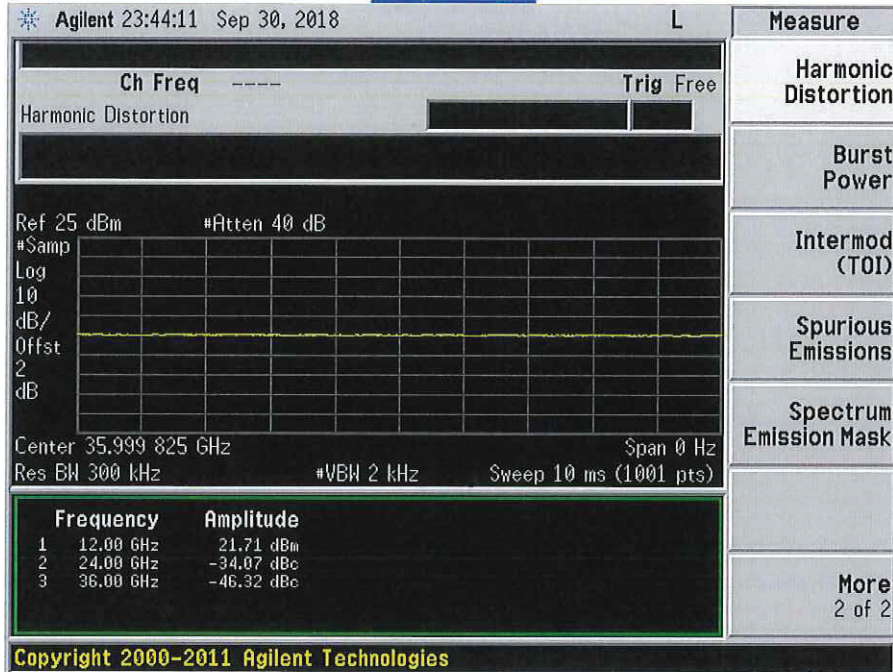 Agilent 23:44:11 Sep 30, 2018 L
Measure
Ch Freq ---- Trig Free
Harmonic Distortion
Harmonic
Distortion
Burst
Power
Intermod
(TOI)
Spurious
Emissions
Spectrum
Emission Mask
More
2 of 2
Ref 25 dBm #Atten 40 dB
#Samp
Log
10
dB/
Offst
2
dB
Center 35.999 825 GHz Span 0 Hz
Res BW 300 kHz #VBW 2 kHz Sweep 10 ms (1001 pts)
Frequency Amplitude
1 12.00 GHz 21.71 dBm
2 24.00 GHz -34.07 dBc
3 36.00 GHz -46.32 dBc
Copyright 2000-2011 Agilent Technologies